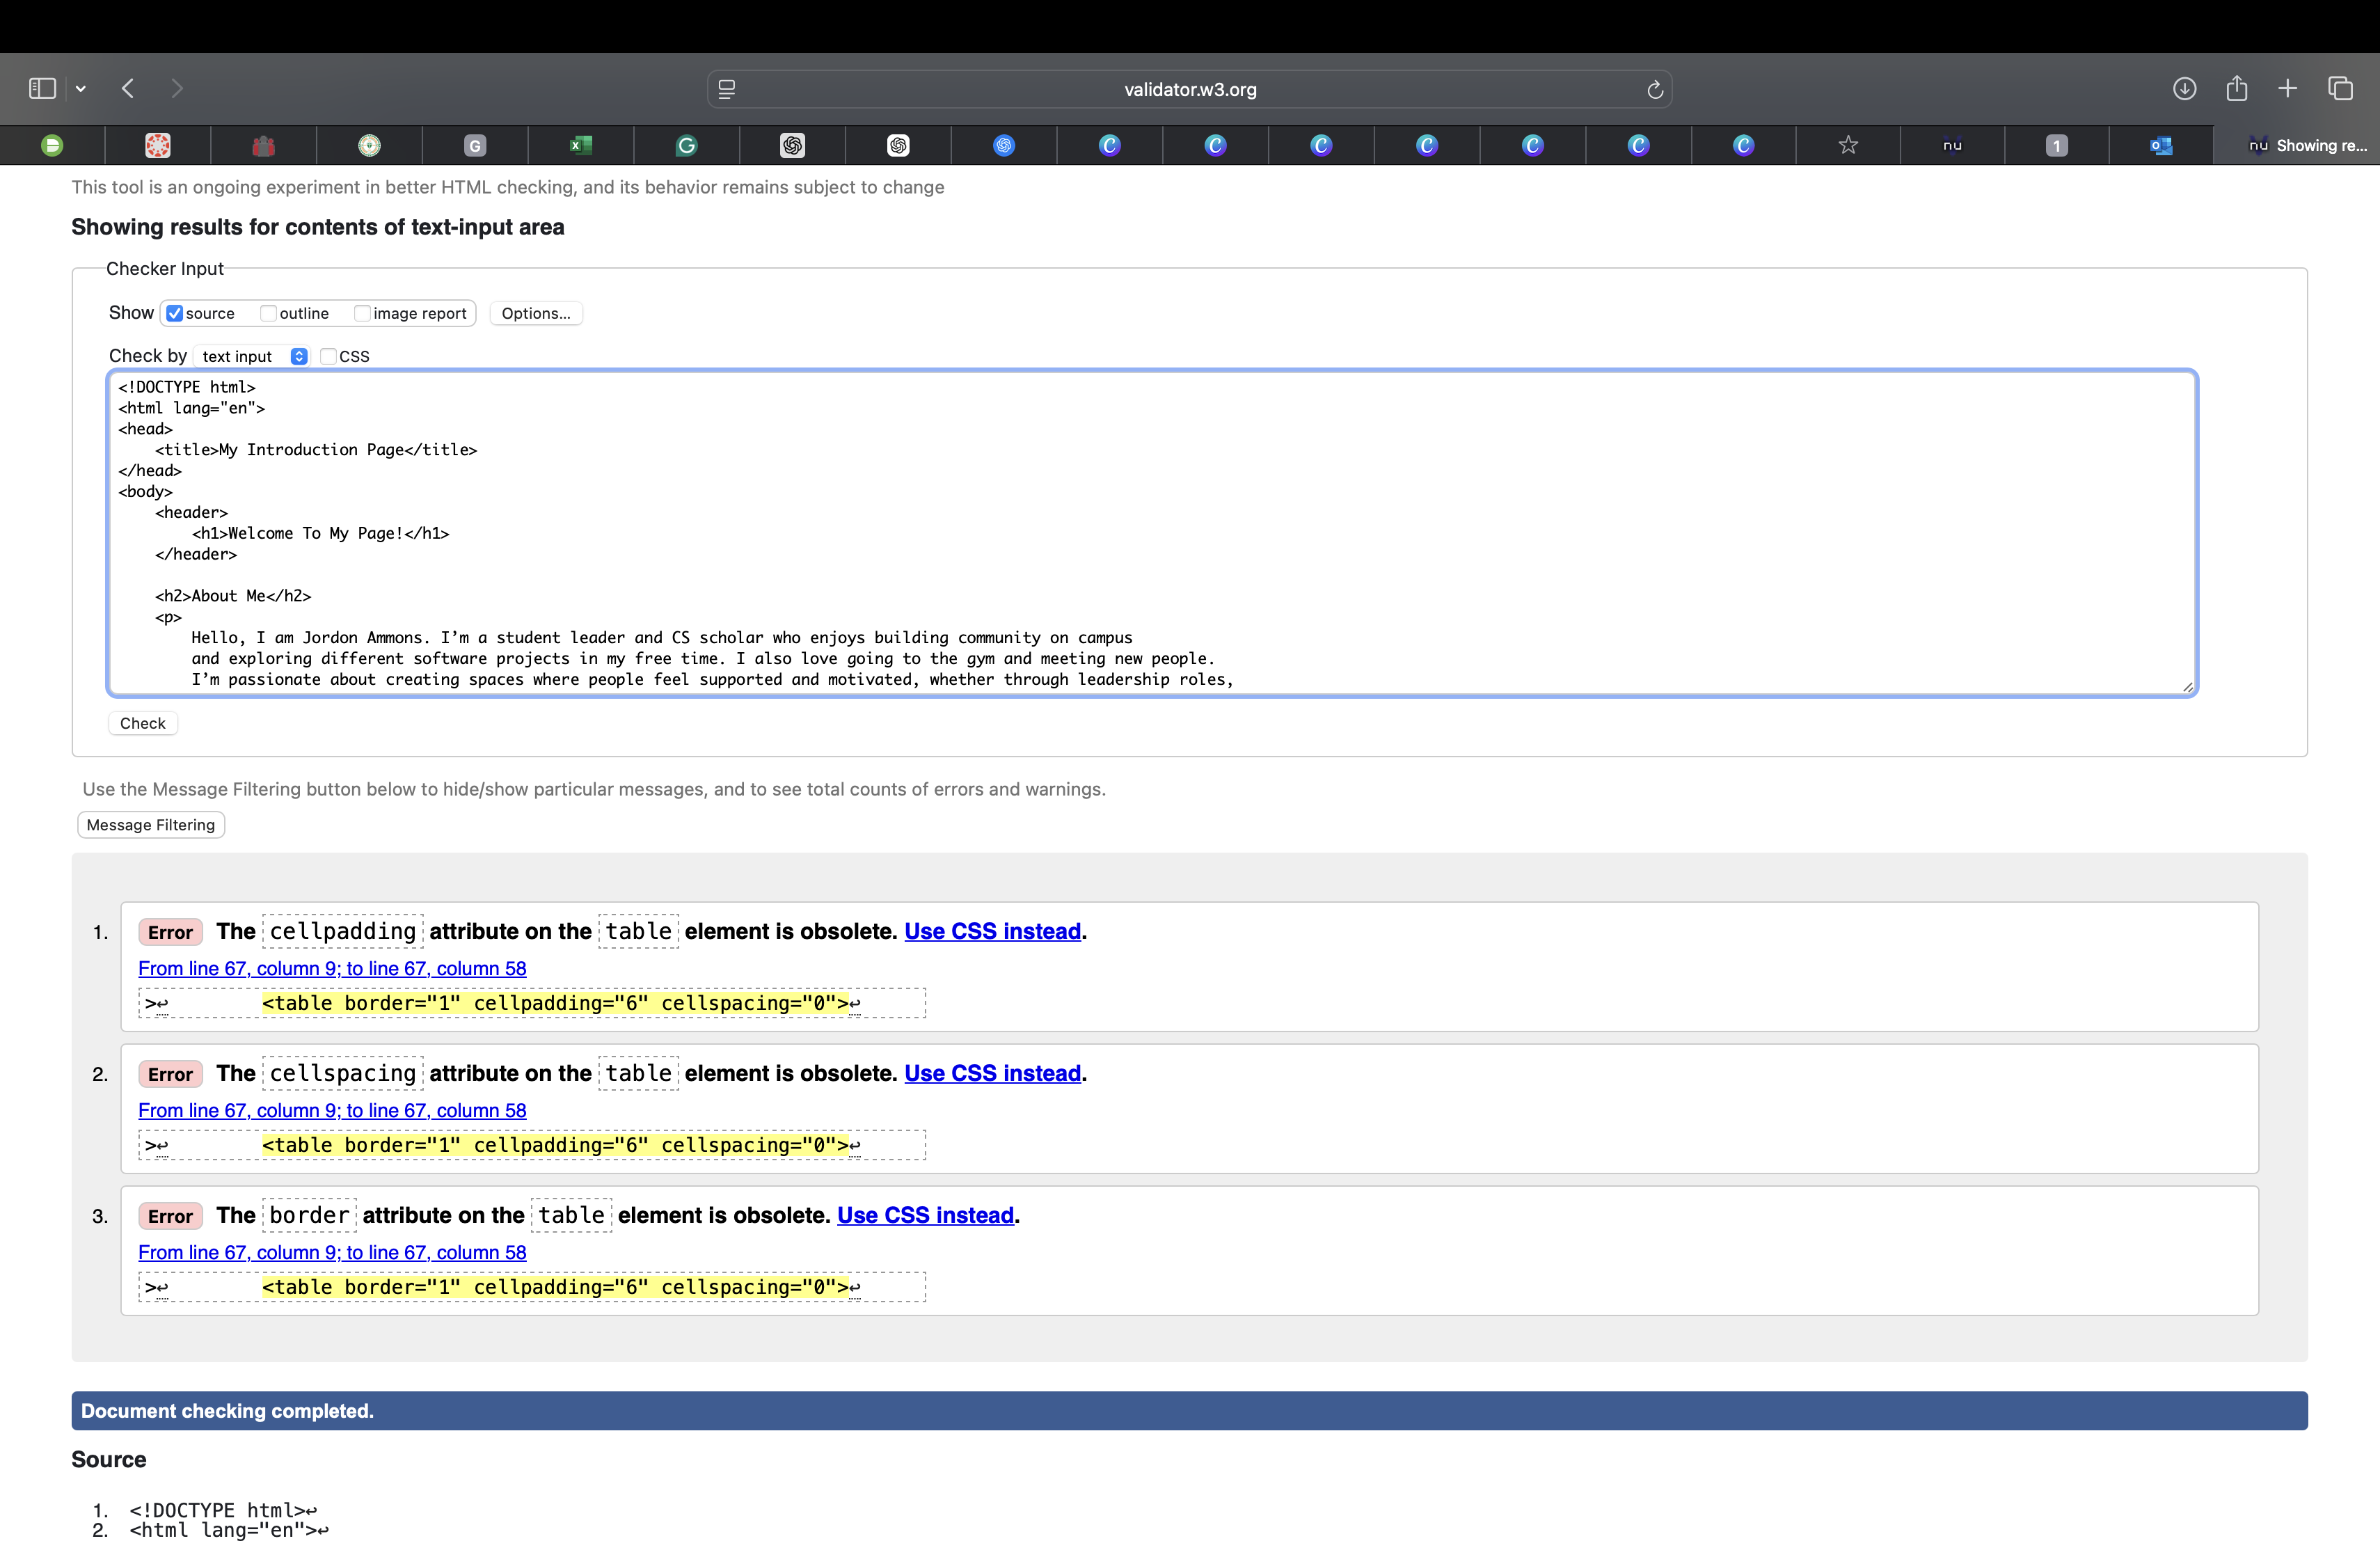 validator.w3.org
G
nu
1
nu Showing re...
This tool is an ongoing experiment in better HTML checking, and its behavior remains subject to change
Showing results for contents of text-input area
Checker Input
Show source outline image report Options...
Check by text input CSS
<!DOCTYPE html>
<html lang="en">
<head>
    <title>My Introduction Page</title>
</head>
<body>
    <header>
        <h1>Welcome To My Page!</h1>
    </header>
    <h2>About Me</h2>
    <p>
        Hello, I am Jordon Ammons. I’m a student leader and CS scholar who enjoys building community on campus
        and exploring different software projects in my free time. I also love going to the gym and meeting new people.
        I’m passionate about creating spaces where people feel supported and motivated, whether through leadership roles,
Check
Use the Message Filtering button below to hide/show particular messages, and to see total counts of errors and warnings.
Message Filtering
1. Error The cellpadding attribute on the table element is obsolete. Use CSS instead.
From line 67, column 9; to line 67, column 58
>↩        <table border="1" cellpadding="6" cellspacing="0">↩
2. Error The cellspacing attribute on the table element is obsolete. Use CSS instead.
From line 67, column 9; to line 67, column 58
>↩        <table border="1" cellpadding="6" cellspacing="0">↩
3. Error The border attribute on the table element is obsolete. Use CSS instead.
From line 67, column 9; to line 67, column 58
>↩        <table border="1" cellpadding="6" cellspacing="0">↩
Document checking completed.
Source
1. <!DOCTYPE html>↩
2. <html lang="en">↩